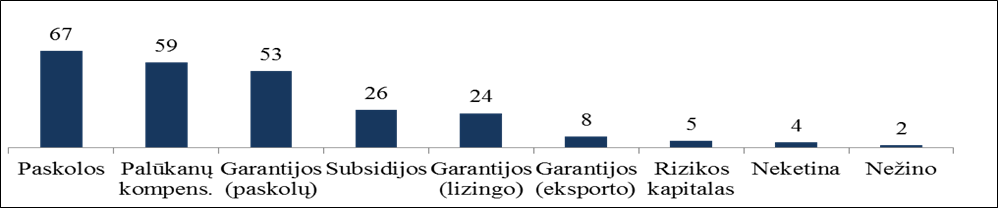 67
59
53
26
24
8
5
4
2
Paskolos
Palūkanų
kompens.
Garantijos
(paskolų)
Subsidijos
Garantijos
(lizingo)
Garantijos
(eksporto)
Rizikos
kapitalas
Neketina
Nežino